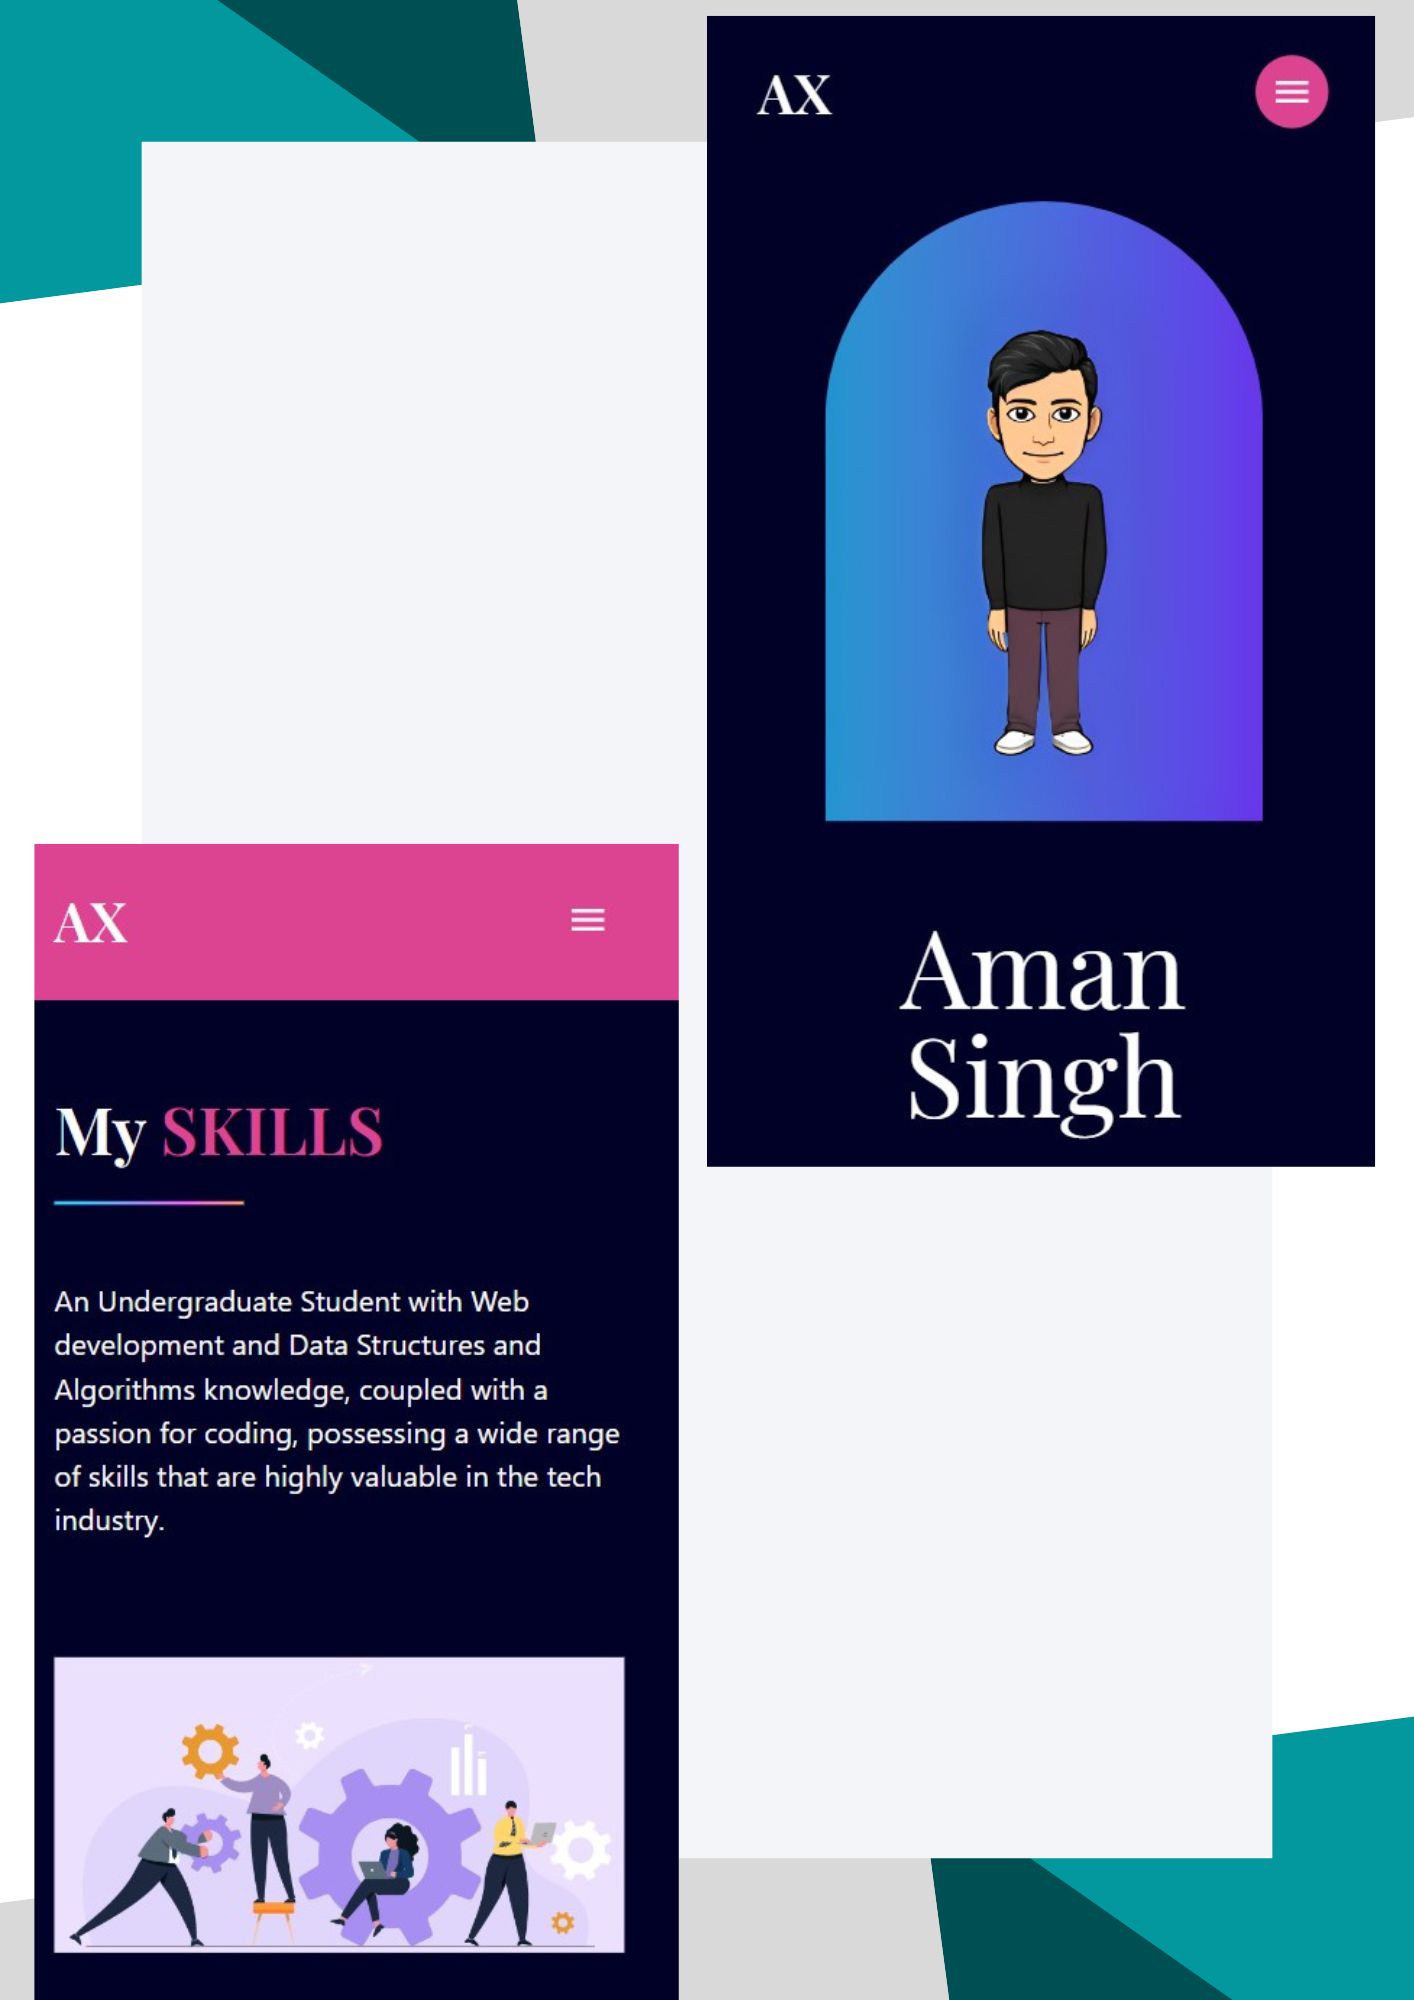 AX
Aman
Singh
AX
My SKILLS
An Undergraduate Student with Web
development and Data Structures and
Algorithms knowledge, coupled with a
passion for coding, possessing a wide range
of skills that are highly valuable in the tech
industry.